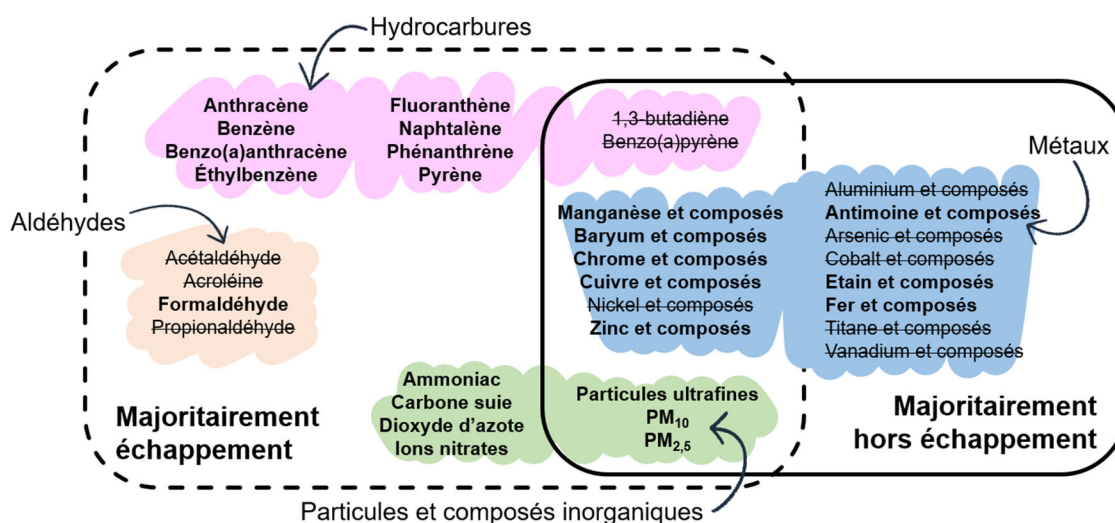 Hydrocarbures
Anthracène
Benzène
Benzo(a)anthracène
Éthylbenzène
Fluoranthène
Naphtalène
Phénanthrène
Pyrène
1,3-butadiène
Benzo(a)pyrène
Métaux
Aldéhydes
Acétaldéhyde
Acroléine
Formaldéhyde
Propionaldéhyde
Manganèse et composés
Baryum et composés
Chrome et composés
Cuivre et composés
Nickel et composés
Zinc et composés
Aluminium et composés
Antimoine et composés
Arsenic et composés
Cobalt et composés
Etain et composés
Fer et composés
Titane et composés
Vanadium et composés
Majoritairement
échappement
Ammoniac
Carbone suie
Dioxyde d'azote
Ions nitrates
Particules ultrafines
PM10
PM2,5
Majoritairement
hors échappement
Particules et composés inorganiques